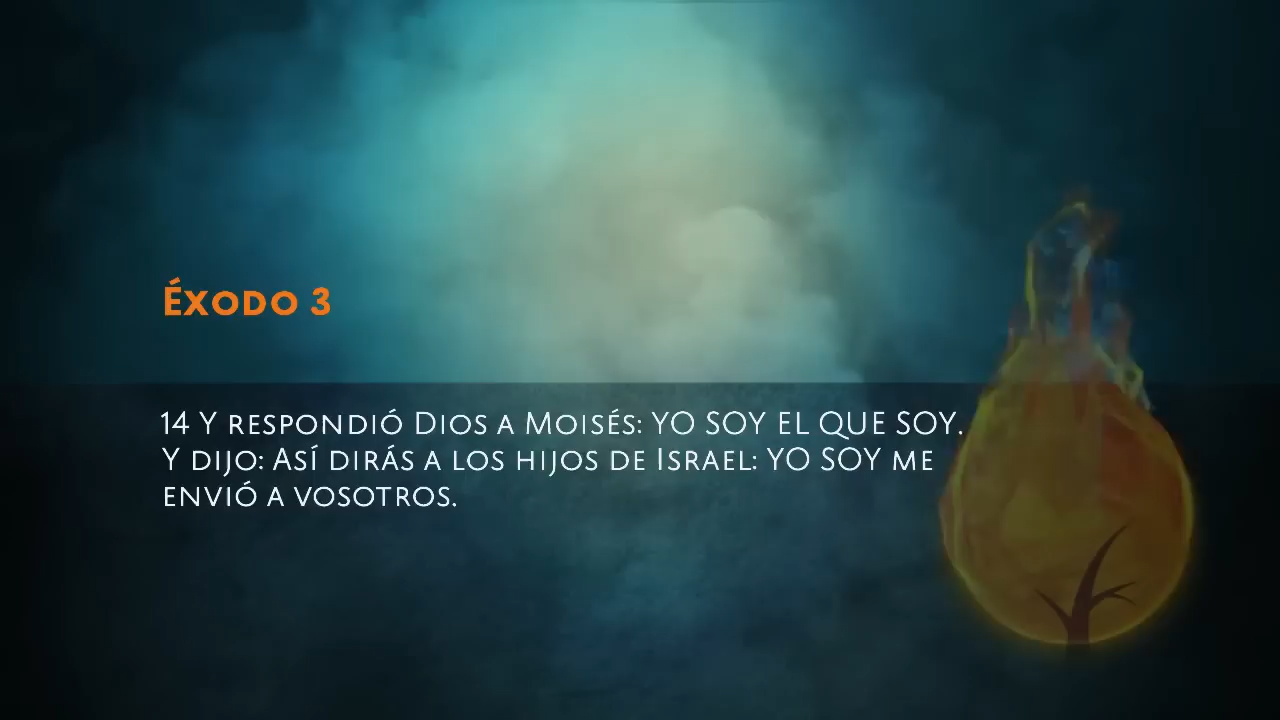 Éxodo 3
14 Y respondió Dios a Moisés: YO SOY EL QUE SOY.
Y dijo: Así dirás a los hijos de Israel: YO SOY me
envió a vosotros.